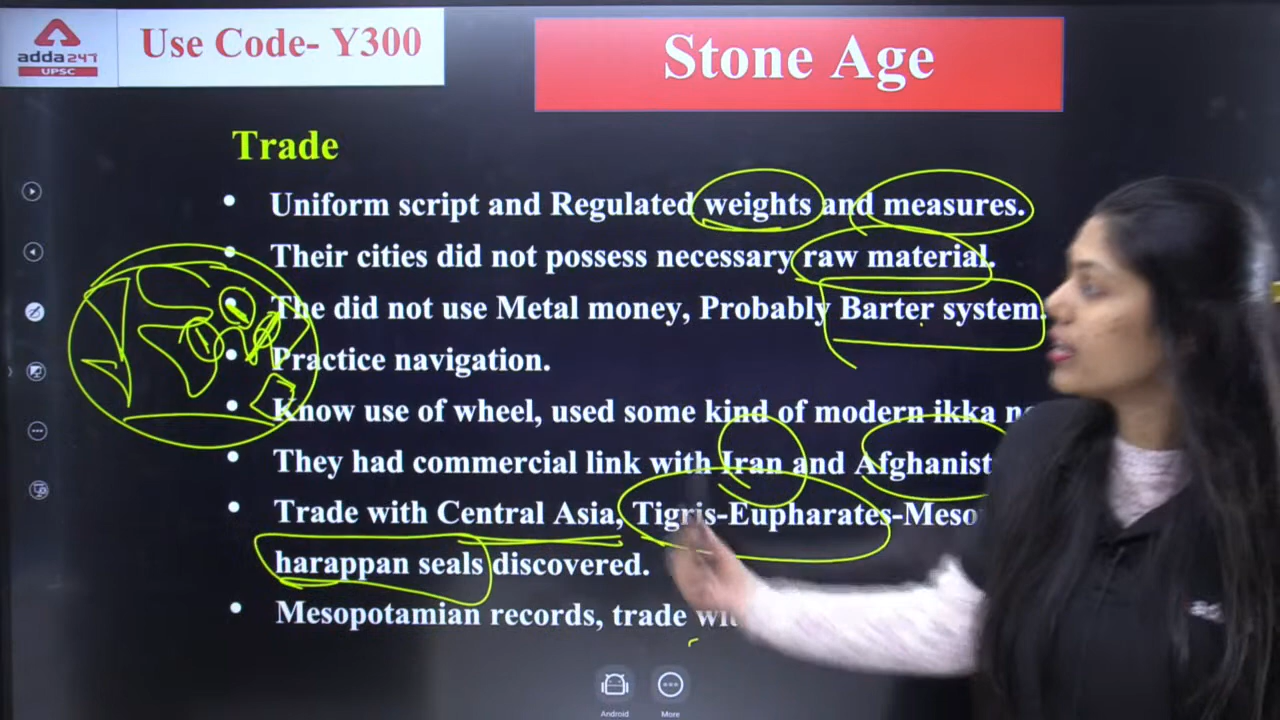 adda247
UPSC
Use Code- Y300
Stone Age
Trade
• Uniform script and Regulated weights and measures.
• Their cities did not possess necessary raw material.
• The did not use Metal money, Probably Barter system.
• Practice navigation.
• Know use of wheel, used some kind of modern ikka
• They had commercial link with Iran and
• Trade with Central Asia, Tigris-Eupharates-
harappan seals discovered.
• Mesopotamian records, trade
Android
More